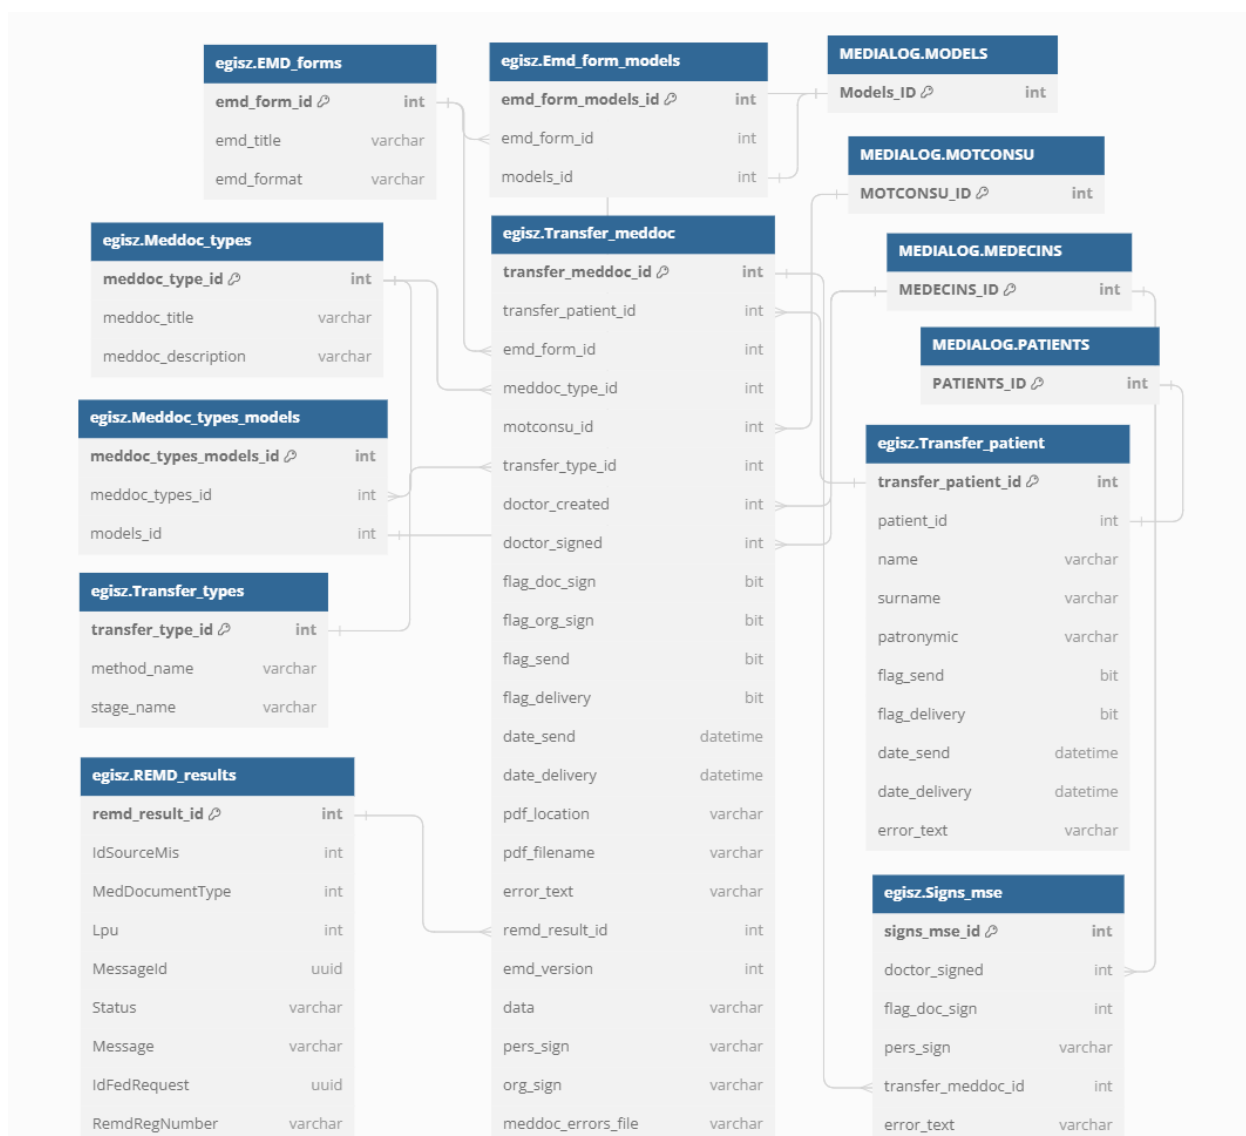 egisz.EMD_forms
emd_form_id int
emd_title varchar
emd_format varchar
egisz.Emd_form_models
emd_form_models_id int
emd_form_id int
models_id int
MEDIALOG.MODELS
Models_ID int
MEDIALOG.MOTCONSU
MOTCONSU_ID int
egisz.Meddoc_types
meddoc_type_id int
meddoc_title varchar
meddoc_description varchar
egisz.Meddoc_types_models
meddoc_types_models_id int
meddoc_types_id int
models_id int
egisz.Transfer_types
transfer_type_id int
method_name varchar
stage_name varchar
egisz.REMD_results
remd_result_id int
IdSourceMis int
MedDocumentType int
Lpu int
MessageId uuid
Status varchar
Message varchar
IdFedRequest uuid
RemdRegNumber varchar
egisz.Transfer_meddoc
transfer_meddoc_id int
transfer_patient_id int
emd_form_id int
meddoc_type_id int
motconsu_id int
transfer_type_id int
doctor_created int
doctor_signed int
flag_doc_sign bit
flag_org_sign bit
flag_send bit
flag_delivery bit
date_send datetime
date_delivery datetime
pdf_location varchar
pdf_filename varchar
error_text varchar
remd_result_id int
emd_version int
data varchar
pers_sign varchar
org_sign varchar
meddoc_errors_file varchar
MEDIALOG.MEDECINS
MEDECINS_ID int
MEDIALOG.PATIENTS
PATIENTS_ID int
egisz.Transfer_patient
transfer_patient_id int
patient_id int
name varchar
surname varchar
patronymic varchar
flag_send bit
flag_delivery bit
date_send datetime
date_delivery datetime
error_text varchar
egisz.Signs_mse
signs_mse_id int
doctor_signed int
flag_doc_sign int
pers_sign varchar
transfer_meddoc_id int
error_text varchar